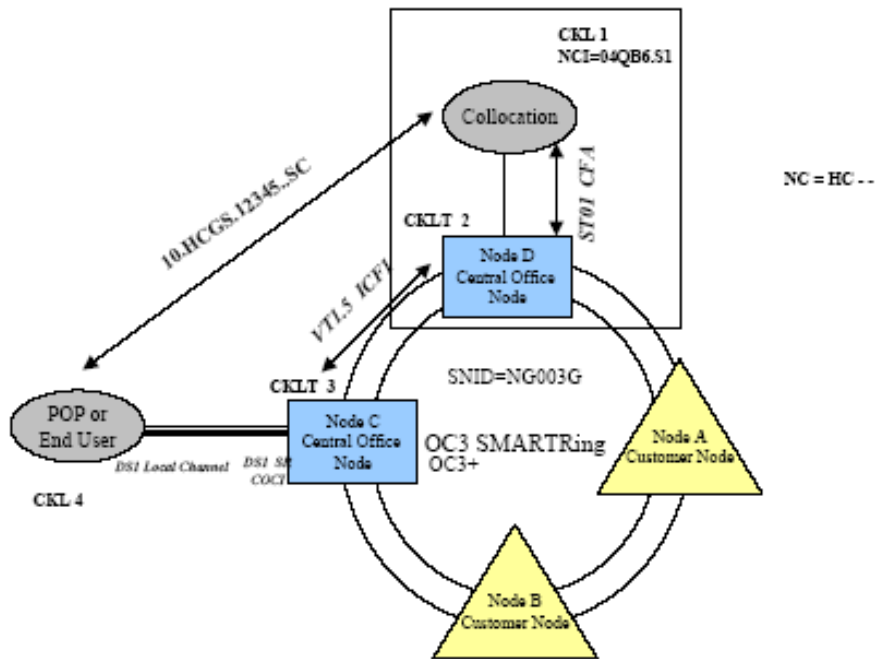 CKL 1
NCI=04QB6.S1
Collocation
ST01 CFA
NC = HC - -
10.HCGS.12345..SC
CKLT 2
Node D
Central Office
Node
VT1.5 ICF1
CKLT 3
SNID=NG003G
POP or
End User
Node C
Central Office
Node
OC3 SMARTRing
OC3+
Node A
Customer Node
DS1 Local Channel
DS1
COCI
CKL 4
Node B
Customer Node